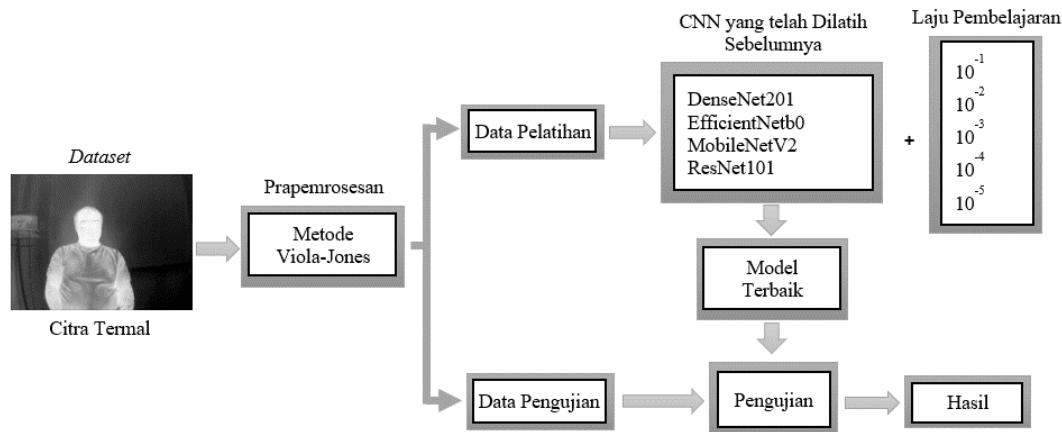 Dataset
Citra Termal
Prapemrosesan
Metode
Viola-Jones
Data Pelatihan
CNN yang telah Dilatih
Sebelumnya
DenseNet201
EfficientNetb0
MobileNetV2
ResNet101
+
Laju Pembelajaran
10⁻¹
10⁻²
10⁻³
10⁻⁴
10⁻⁵
Model
Terbaik
Data Pengujian
Pengujian
Hasil